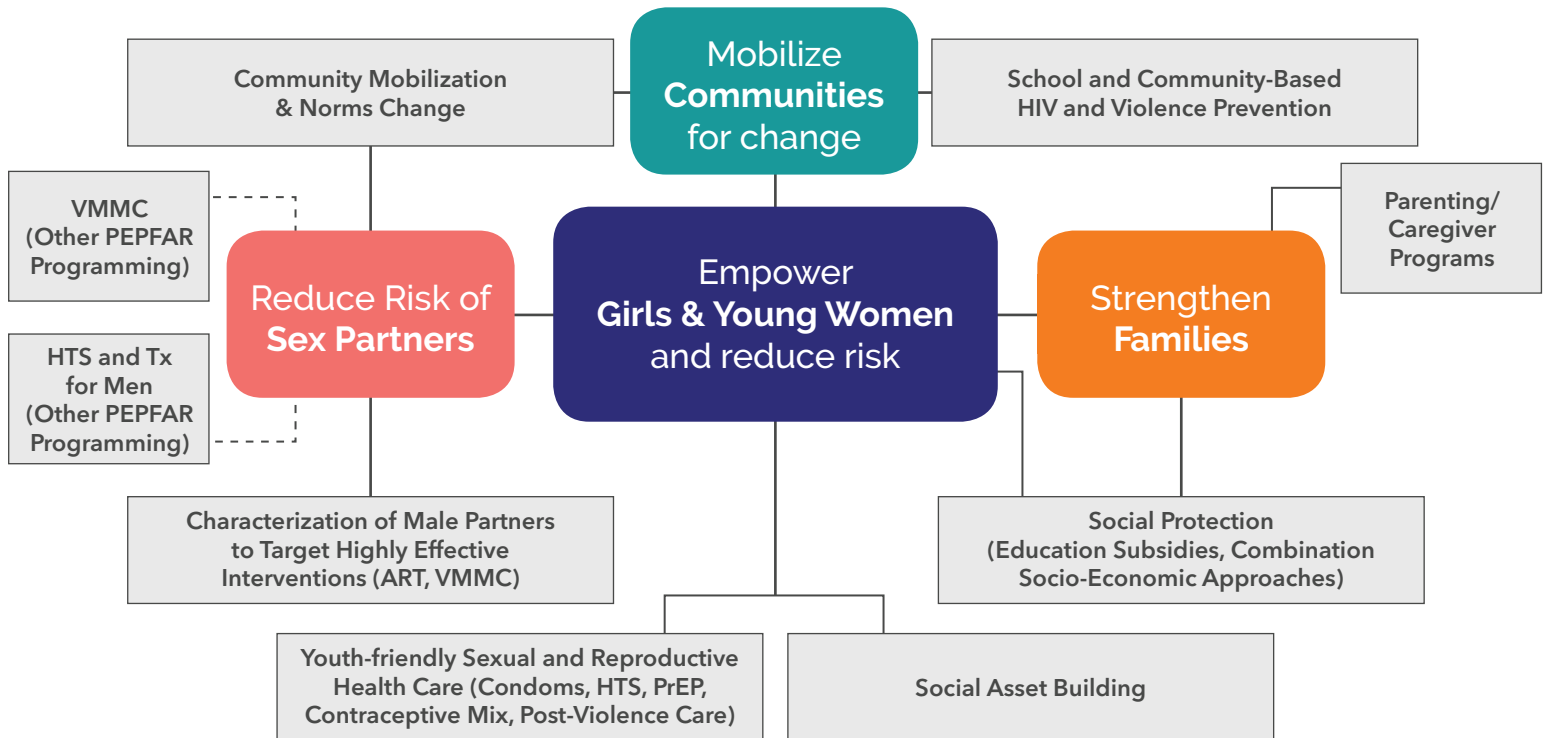 Community Mobilization
& Norms Change
Mobilize
Communities
for change
School and Community-Based
HIV and Violence Prevention
VMMC
(Other PEPFAR
Programming)
Parenting/
Caregiver
Programs
Reduce Risk of
Sex Partners
Empower
Girls & Young Women
and reduce risk
Strengthen
Families
HTS and Tx
for Men
(Other PEPFAR
Programming)
Characterization of Male Partners
to Target Highly Effective
Interventions (ART, VMMC)
Social Protection
(Education Subsidies, Combination
Socio-Economic Approaches)
Youth-friendly Sexual and Reproductive
Health Care (Condoms, HTS, PrEP,
Contraceptive Mix, Post-Violence Care)
Social Asset Building